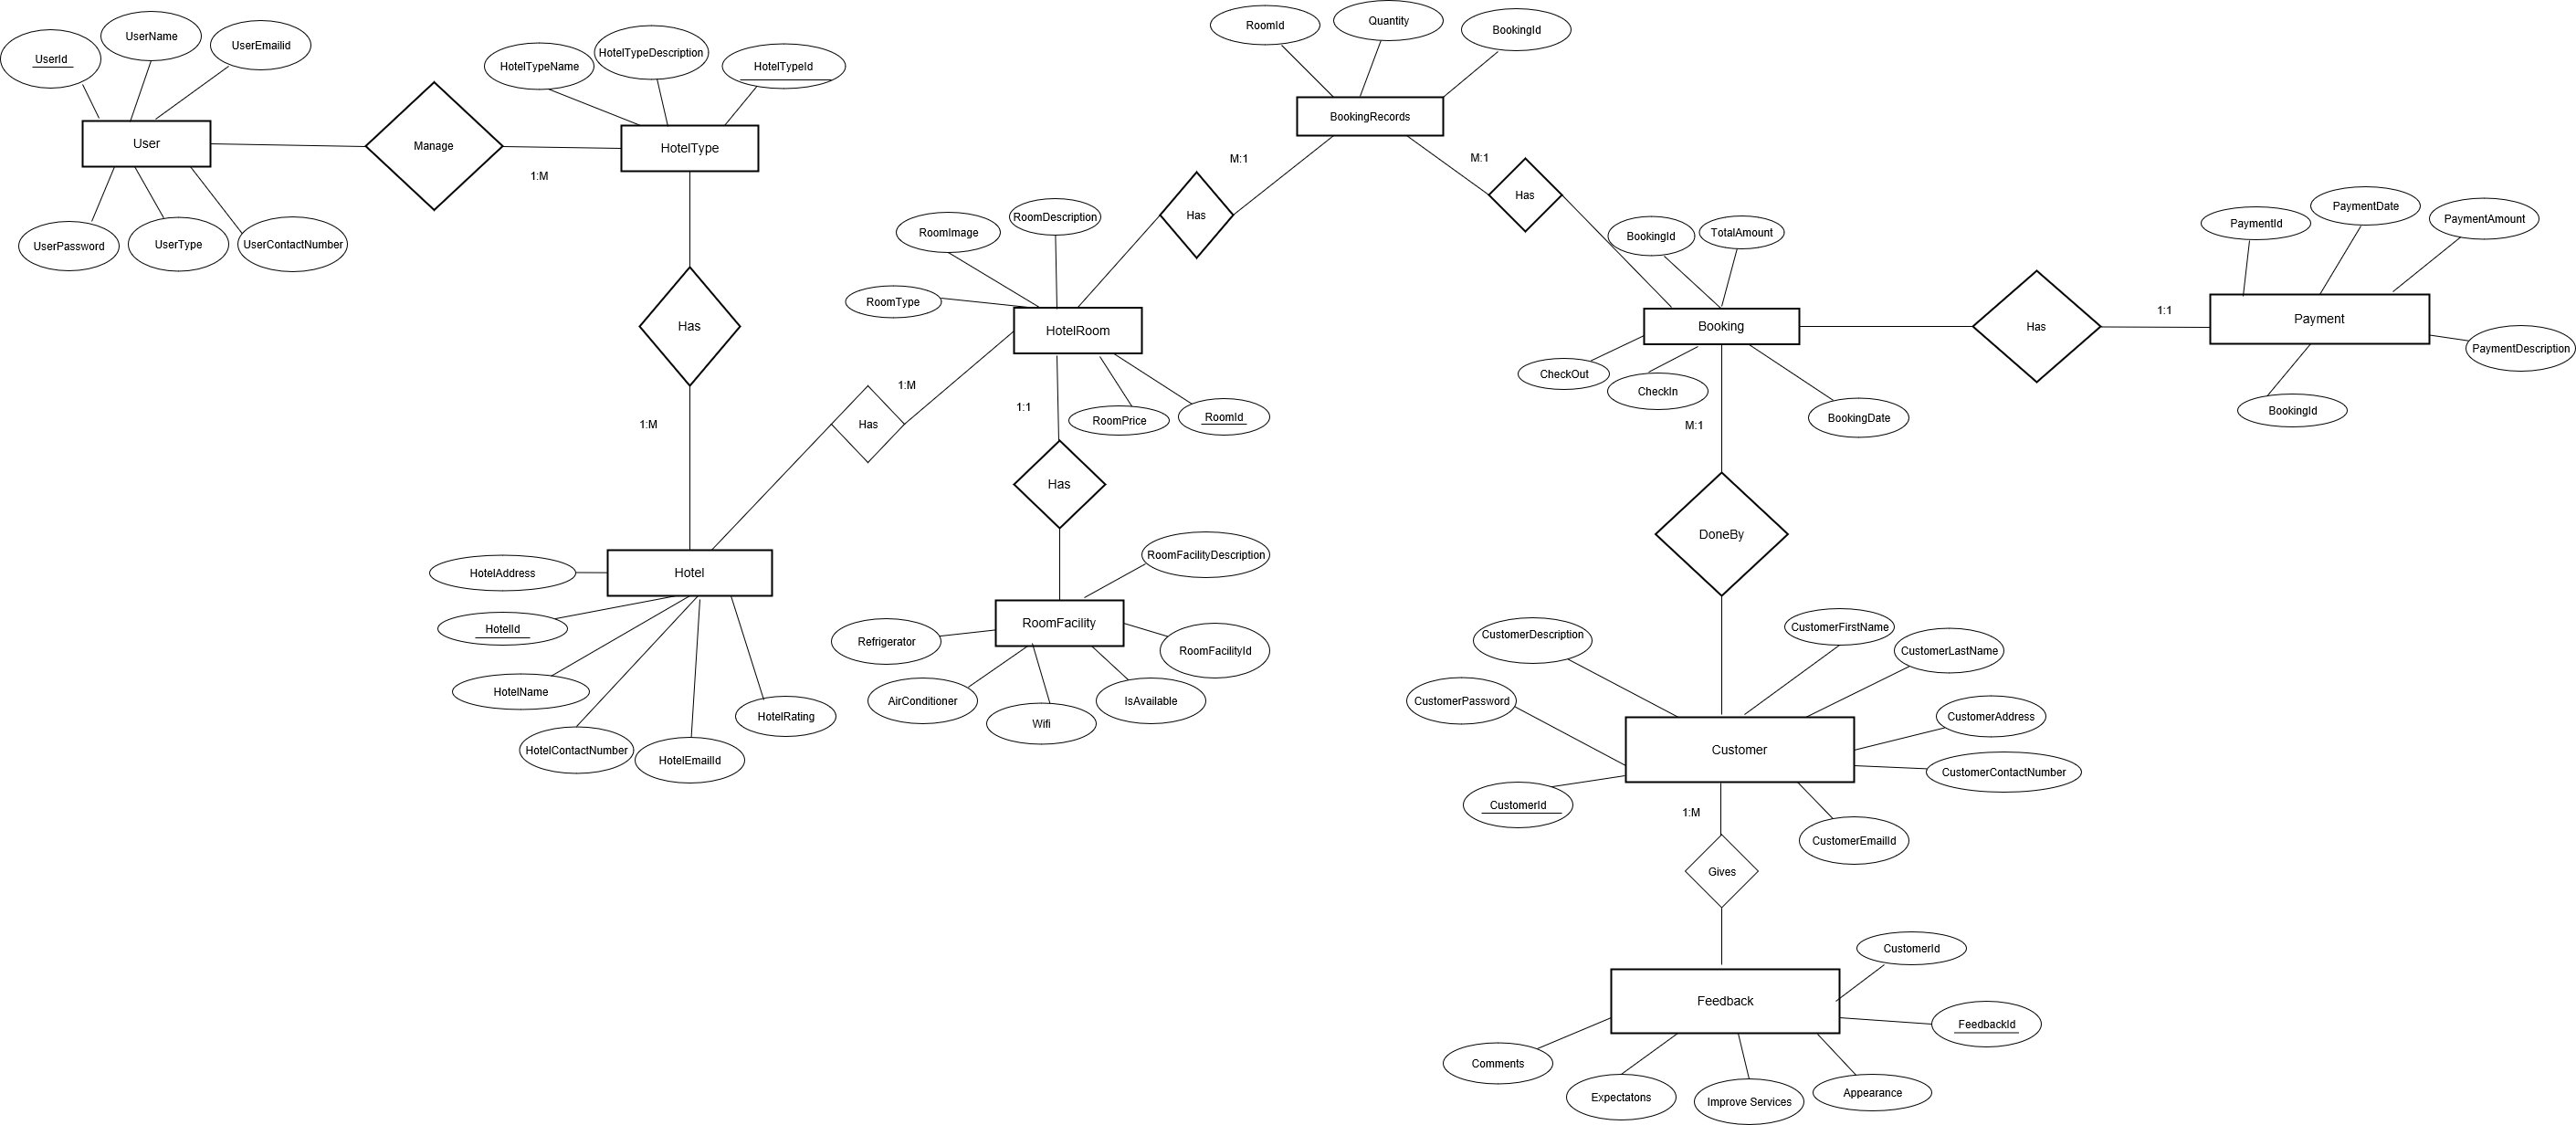 RoomId
Quantity
BookingId
UserId
UserName
UserEmailid
HotelTypeName
HotelTypeDescription
HotelTypeId
BookingRecords
User
Manage
HotelType
1:M
M:1
M:1
Has
Has
UserPassword
UserType
UserContactNumber
RoomImage
RoomDescription
BookingId
TotalAmount
PaymentId
PaymentDate
PaymentAmount
RoomType
HotelRoom
Has
Booking
Has
1:1
Payment
PaymentDescription
CheckOut
CheckIn
BookingDate
BookingId
1:M
1:M
Has
1:1
RoomPrice
RoomId
M:1
Has
DoneBy
HotelAddress
Hotel
RoomFacilityDescription
HotelId
RoomFacility
Refrigerator
RoomFacilityId
HotelName
AirConditioner
Wifi
IsAvailable
HotelRating
HotelContactNumber
HotelEmailId
CustomerDescription
CustomerFirstName
CustomerLastName
CustomerPassword
CustomerAddress
Customer
CustomerContactNumber
CustomerId
1:M
CustomerEmailId
Gives
CustomerId
Feedback
FeedbackId
Comments
Expectatons
Improve Services
Appearance